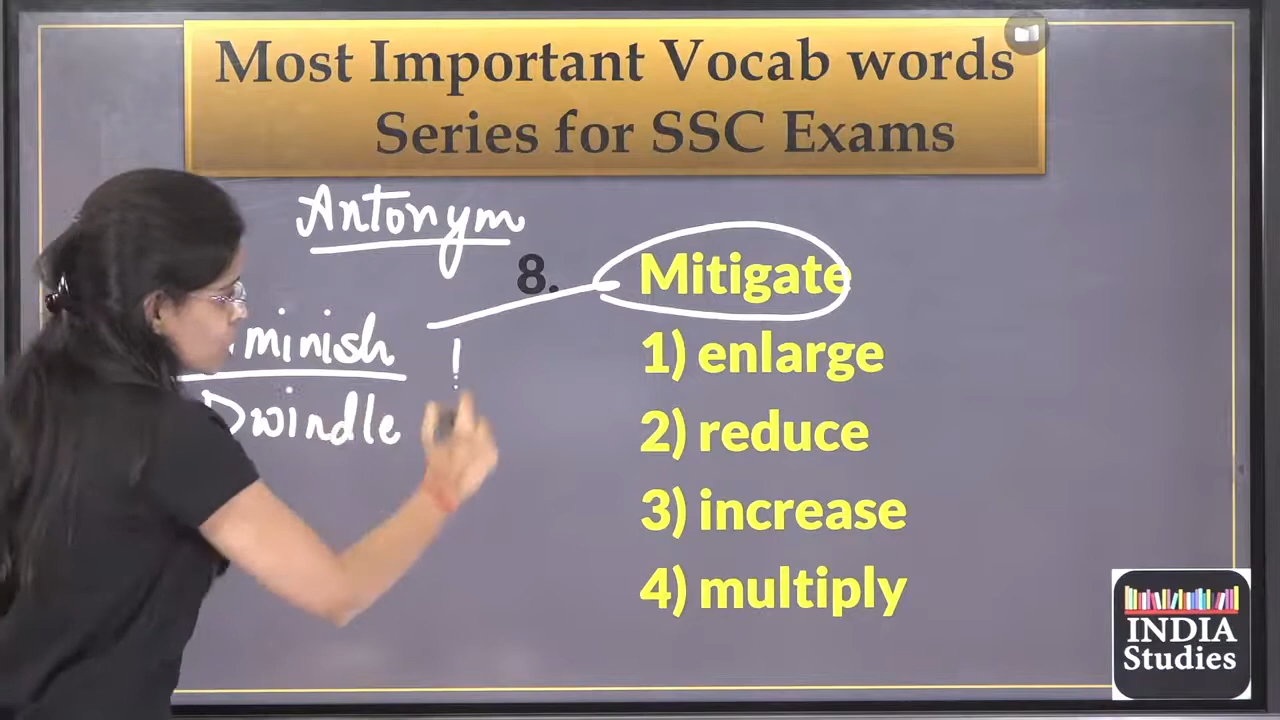 Most Important Vocab words
Series for SSC Exams
Antonym
8. Mitigate
1) enlarge
minish
Dwindle
2) reduce
3) increase
4) multiply
INDIA
Studies